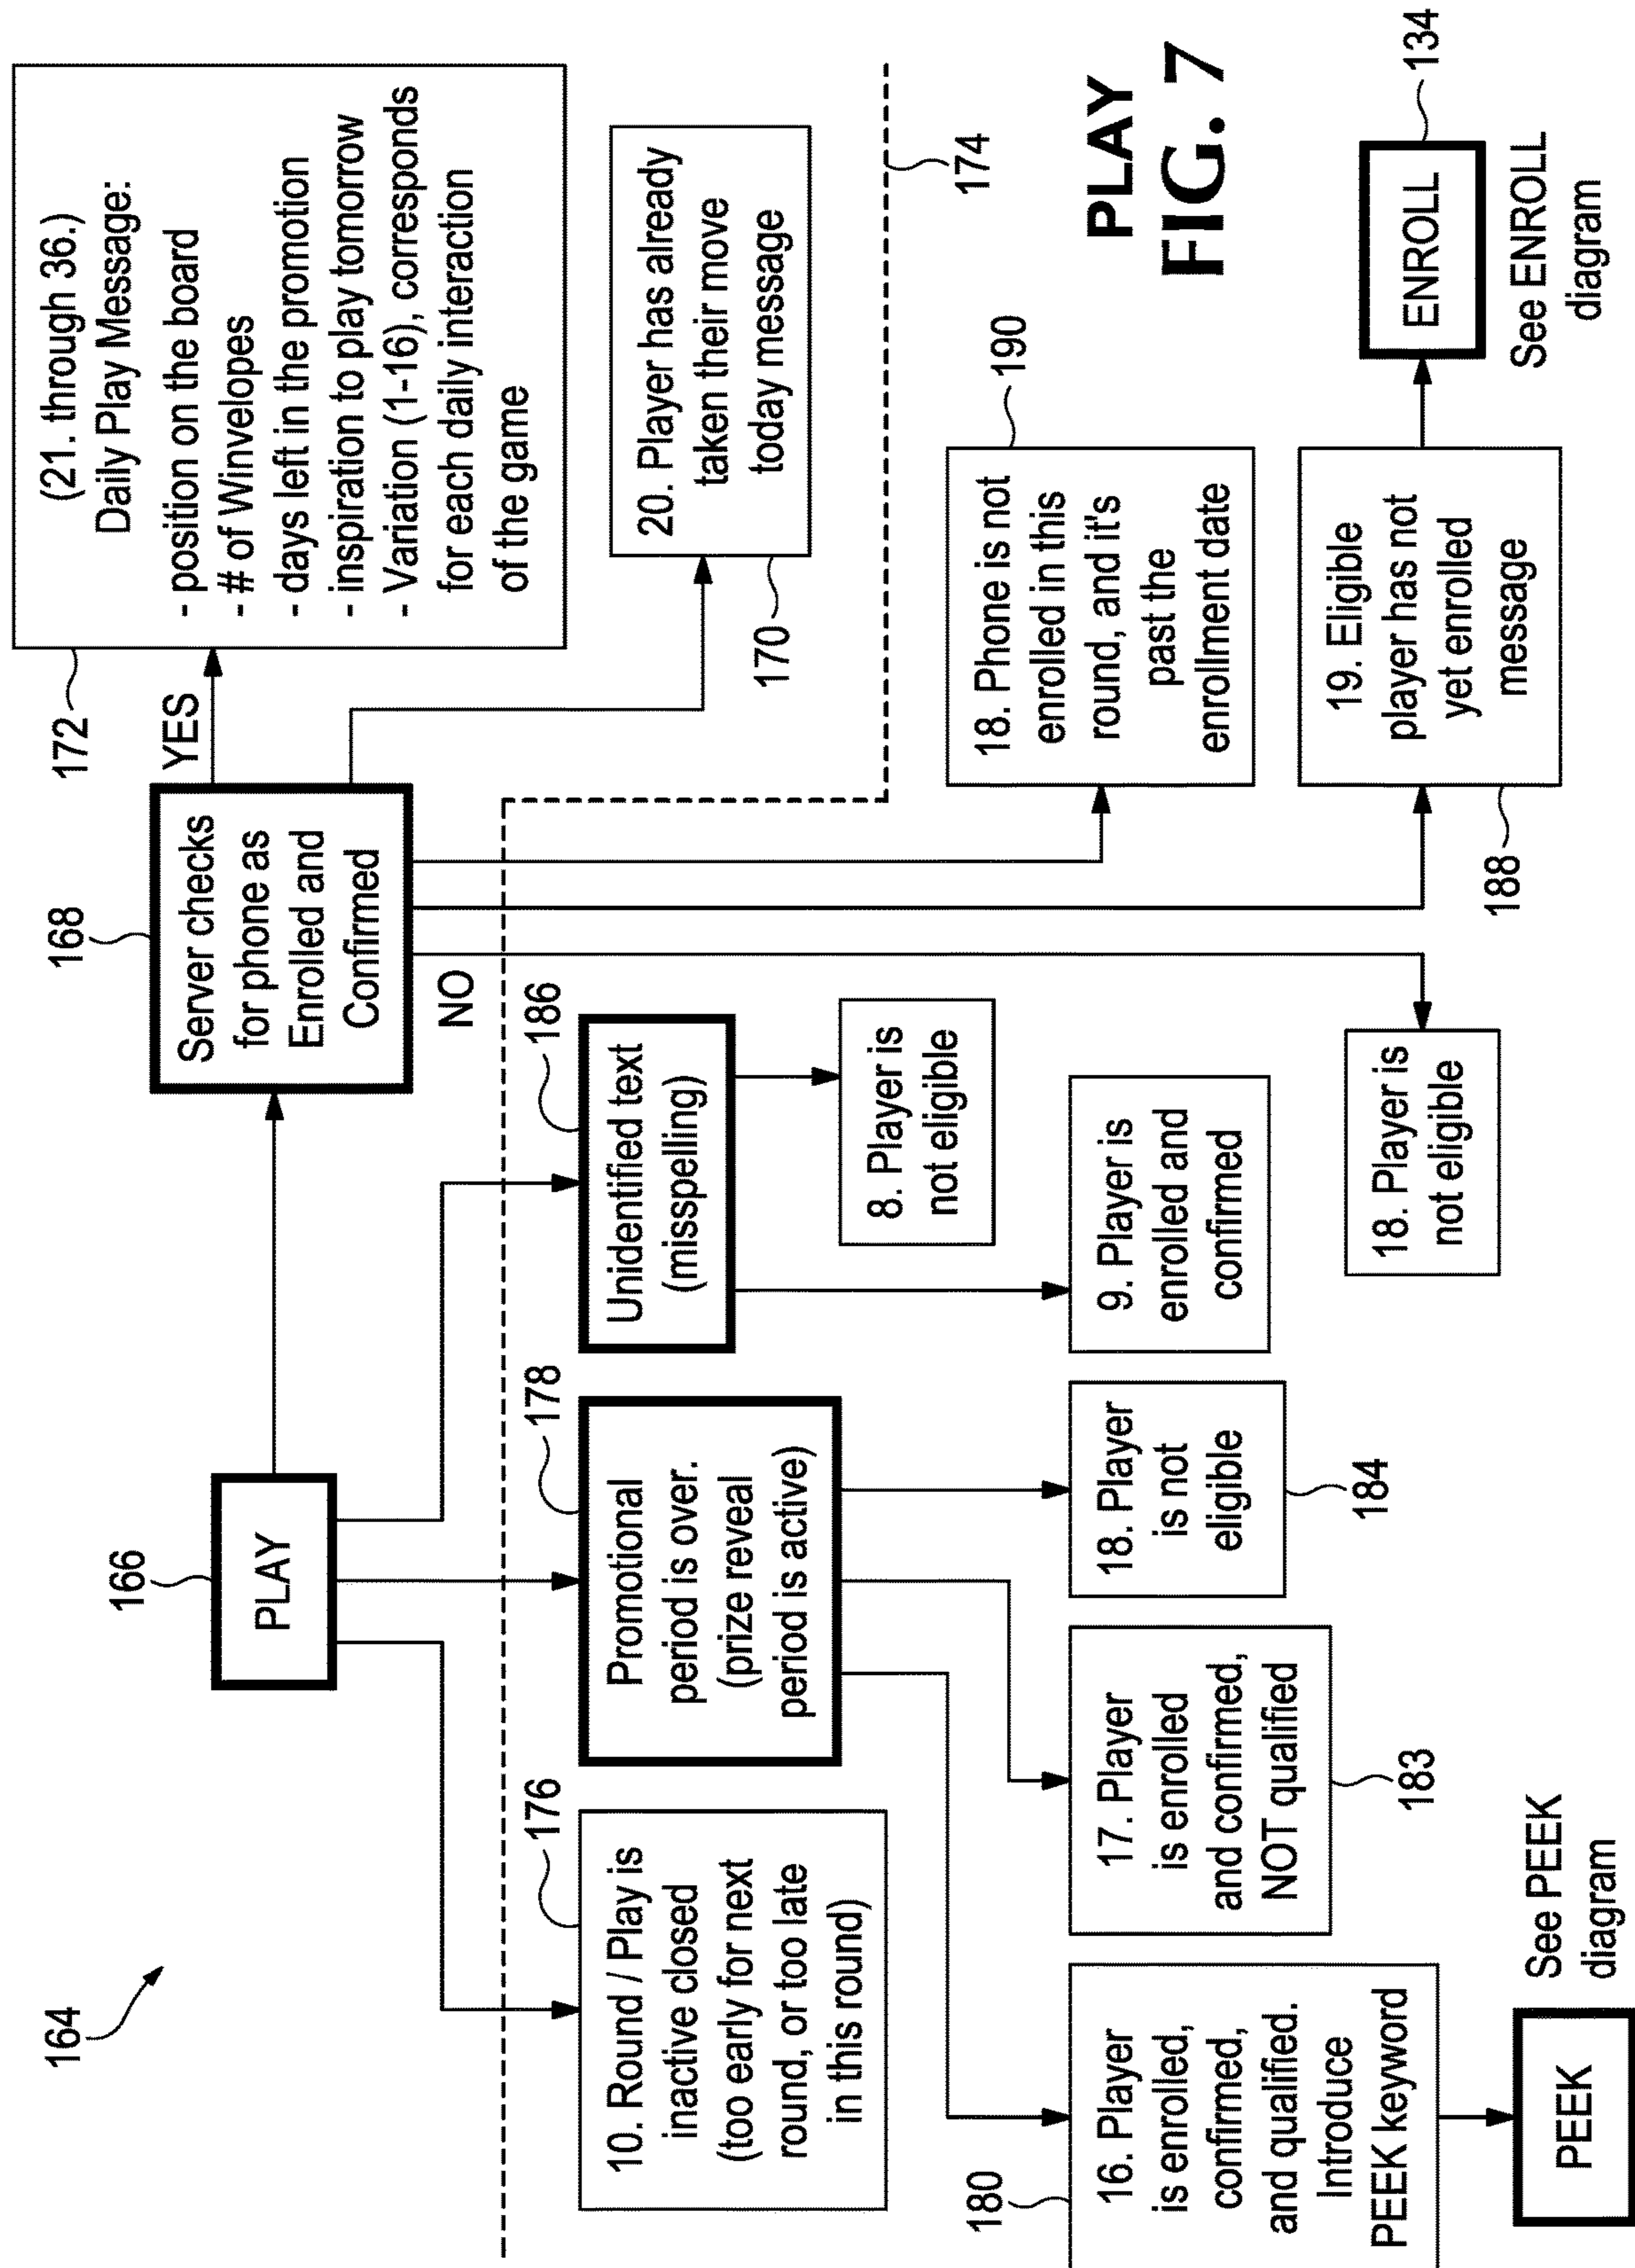 164
166
PLAY
168
Server checks
for phone as
Enrolled and
Confirmed
YES
NO
172
(21. through 36.)
Daily Play Message:
- position on the board
- # of Winvelopes
- days left in the promotion
- inspiration to play tomorrow
- Variation (1-16), corresponds
for each daily interaction
of the game
20. Player has already
taken their move
today message
170
174
176
10. Round / Play is
inactive closed
(too early for next
round, or too late
in this round)
178
Promotional
period is over.
(prize reveal
period is active)
186
Unidentified text
(misspelling)
8. Player is
not eligible
9. Player is
enrolled and
confirmed
180
16. Player
is enrolled,
confirmed,
and qualified.
Introduce
PEEK keyword
17. Player
is enrolled
and confirmed,
NOT qualified
183
18. Player
is not
eligible
184
18. Player is
not eligible
190
18. Phone is not
enrolled in this
round, and it's
past the
enrollment date
19. Eligible
player has not
yet enrolled
message
188
ENROLL
134
See ENROLL
diagram
PEEK
See PEEK
diagram
PLAY
FIG. 7